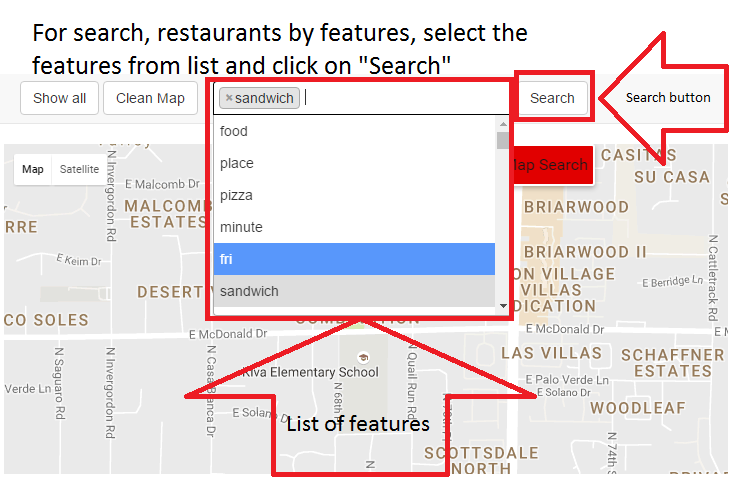 For search, restaurants by features, select the
features from list and click on "Search"
Show all
Clean Map
×sandwich
Search
Search button
food
place
pizza
minute
fri
sandwich
Map
Satellite
Map Search
CASITAS
SU CASA
N Invergordon Rd
E Malcomb Dr
MALCOMB
ESTATES
BRIARWOOD
RRE
E Keim Dr
BRIARWOOD II
ON VILLAGE
VILLAS
DICATION
N Cattletrack Rd
E Berridge Ln
DESERT
CO SOLES
E McDonald Dr
E McDonald Dr
LAS VILLAS
SCHAFFNER
ESTATES
Kiva Elementary School
N Saguaro Rd
N Invergordon Rd
N Casa Blanca Dr
N Quail Run Rd
Verde Ln
E Palo Verde Ln
E Solano Dr
E Solano Dr
N 68th
WOODLEAF
List of features
SCOTTSDALE
NORTH
N 74th S
N